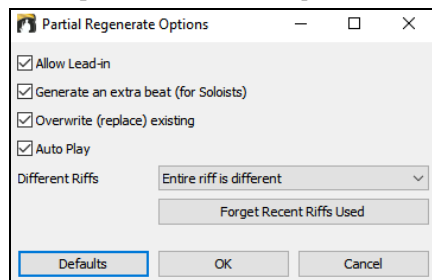 Partial Regenerate Options
Allow Lead-in
Generate an extra beat (for Soloists)
Overwrite (replace) existing
Auto Play
Different Riffs Entire riff is different
Forget Recent Riffs Used
Defaults OK Cancel